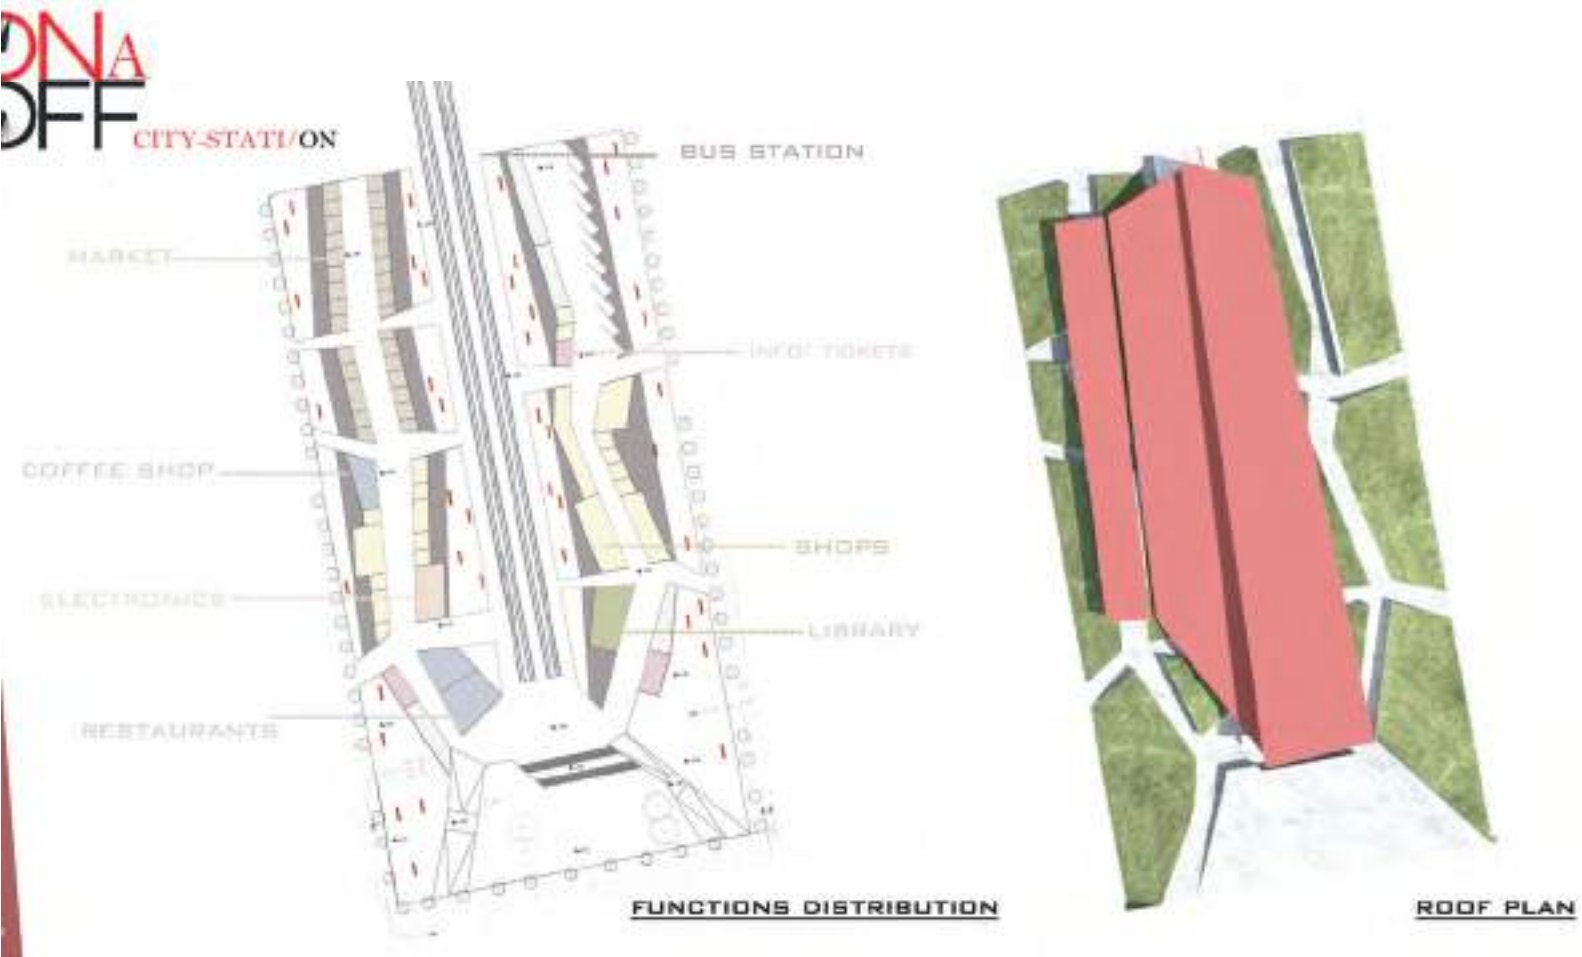 ONA
OFF
CITY-STATI/ON
BUS STATION
MARKET
INFO/ TICKETS
COFFEE SHOP
SHOPS
ELECTRONICS
LIBRARY
RESTAURANTS
FUNCTIONS DISTRIBUTION
ROOF PLAN